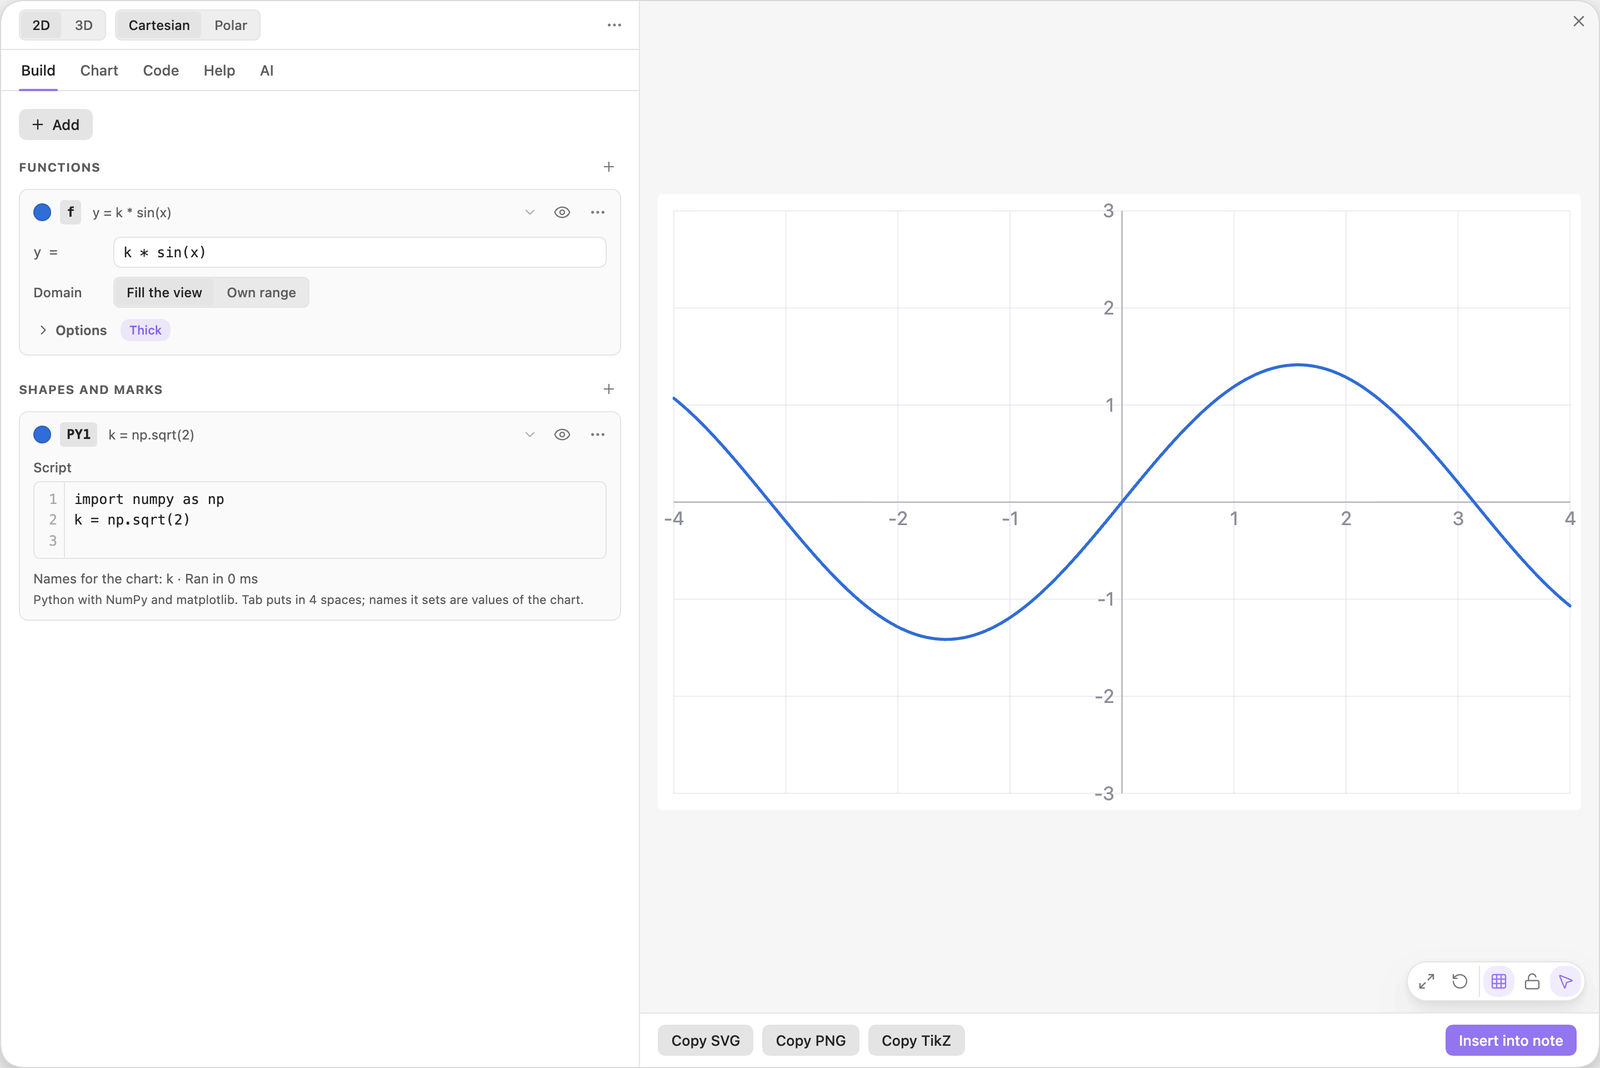 2D 3D Cartesian Polar
Build Chart Code Help AI
+ Add
FUNCTIONS
f y = k * sin(x)
y = k * sin(x)
Domain Fill the view Own range
Options Thick
SHAPES AND MARKS
PY1 k = np.sqrt(2)
Script
1 import numpy as np
2 k = np.sqrt(2)
3
Names for the chart: k · Ran in 0 ms
Python with NumPy and matplotlib. Tab puts in 4 spaces; names it sets are values of the chart.
3
2
1
-4 -2 -1 1 2 3 4
-1
-2
-3
Copy SVG Copy PNG Copy TikZ Insert into note